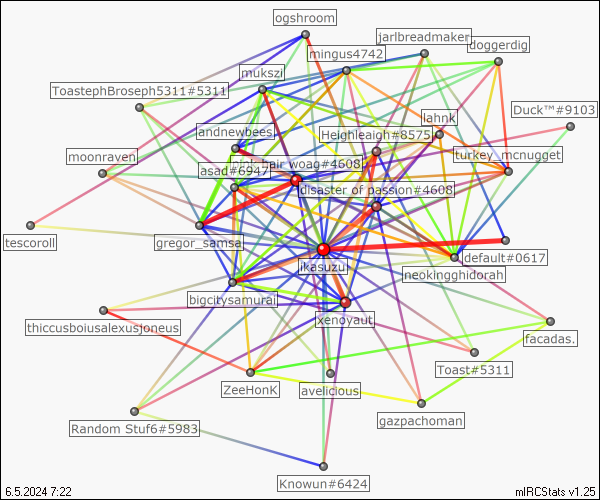 ogshroom
jarlbreadmaker
mingus4742
doggerdig
mukszi
ToastephBroseph5311#5311
Duck™#9103
lahnk
landnewbees
Heighleaigh#8575
turkey_mcnugget
moonraven
hair woag#4608
asad#6947
disaster of passion#4608
tescoroll
gregor_samsa
default#0617
ikasuzu
neokingghidorah
bigcitysamurai
xenoyaut
thiccusboiusalexusjoneus
facadas.
Toast#5311
ZeeHonK
avelicious
gazpachoman
Random Stuf6#5983
Knowun#6424
6.5.2024 7:22
mIRCStats v1.25